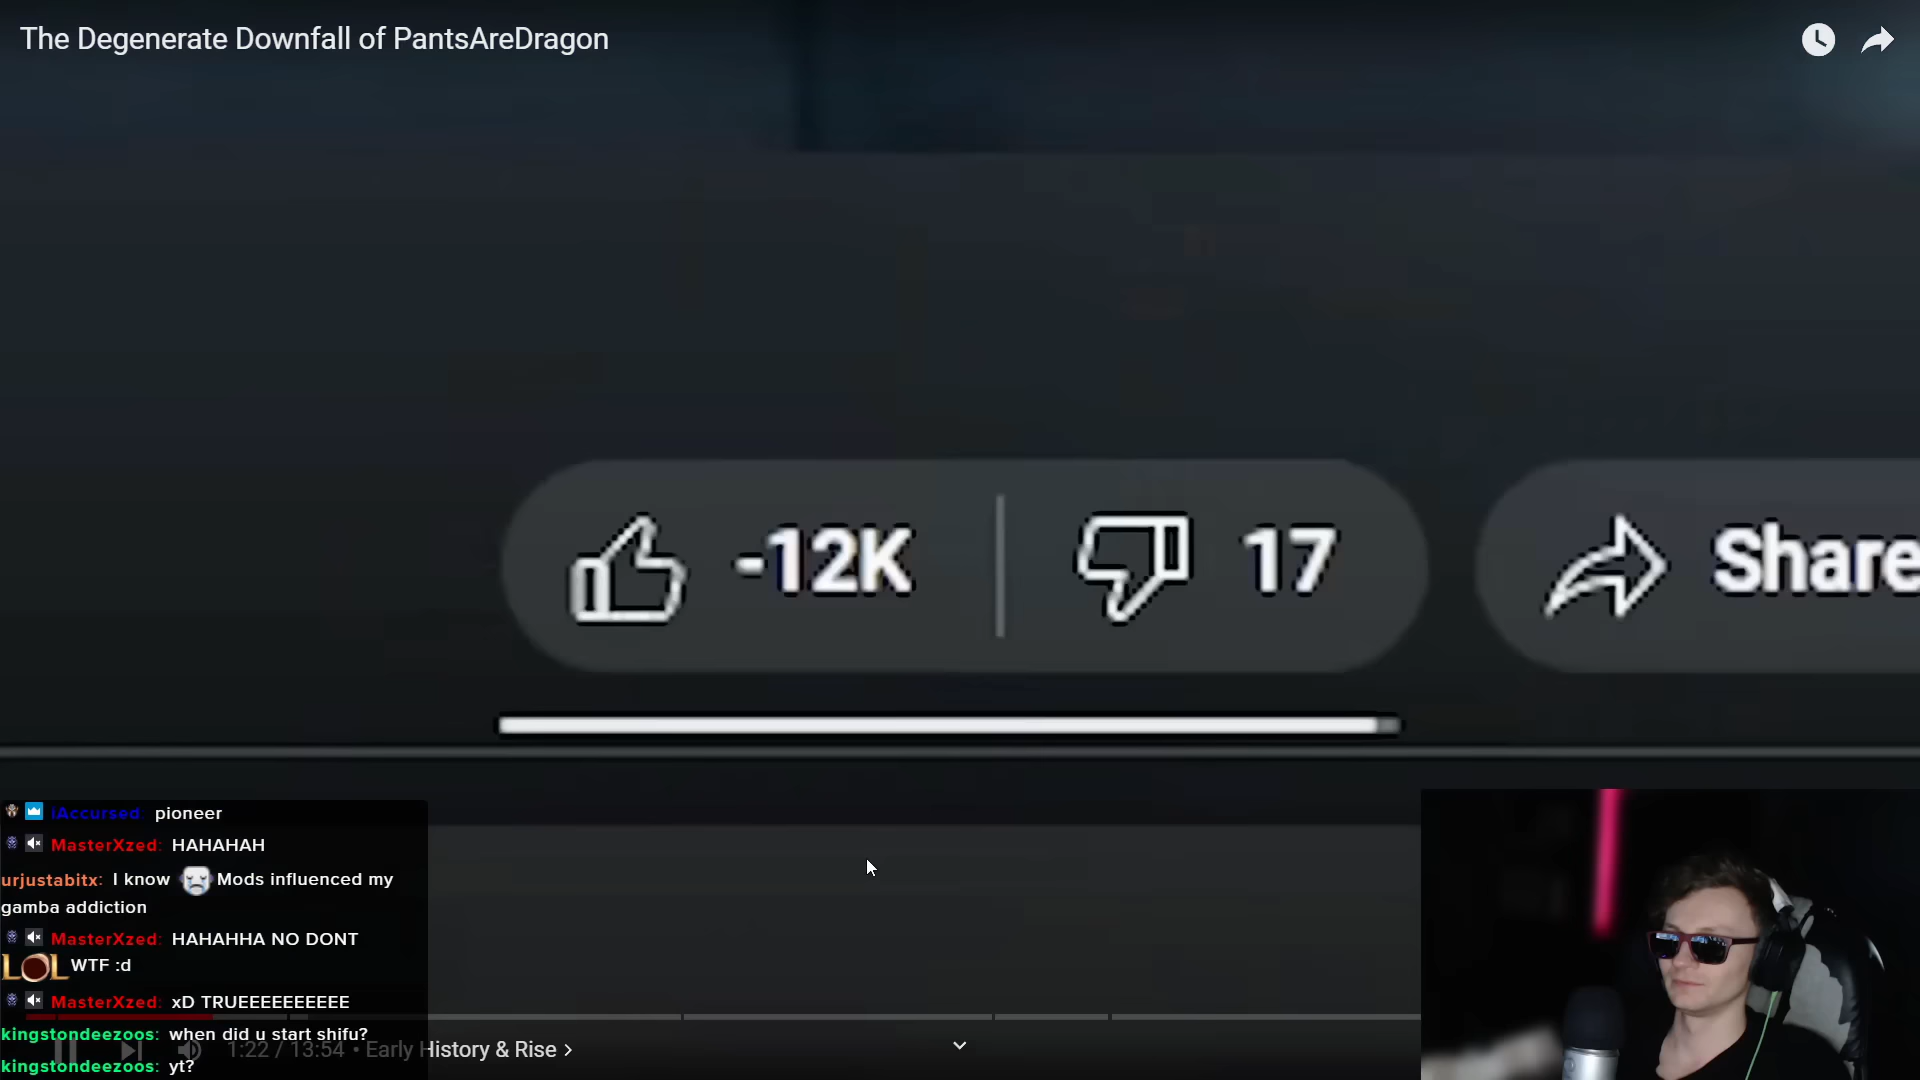 The Degenerate Downfall of PantsAreDragon
-12K
17
Share
iAccursed: pioneer
MasterXzed: HAHAHAH
urjustabitx: I know Mods influenced my
gamba addiction
MasterXzed: HAHAHHA NO DONT
LOL WTF :d
MasterXzed: xD TRUEEEEEEEEEE
kingstondeezoos: when did u start shifu?
1:22 / 13:54 • Early History & Rise
kingstondeezoos: yt?